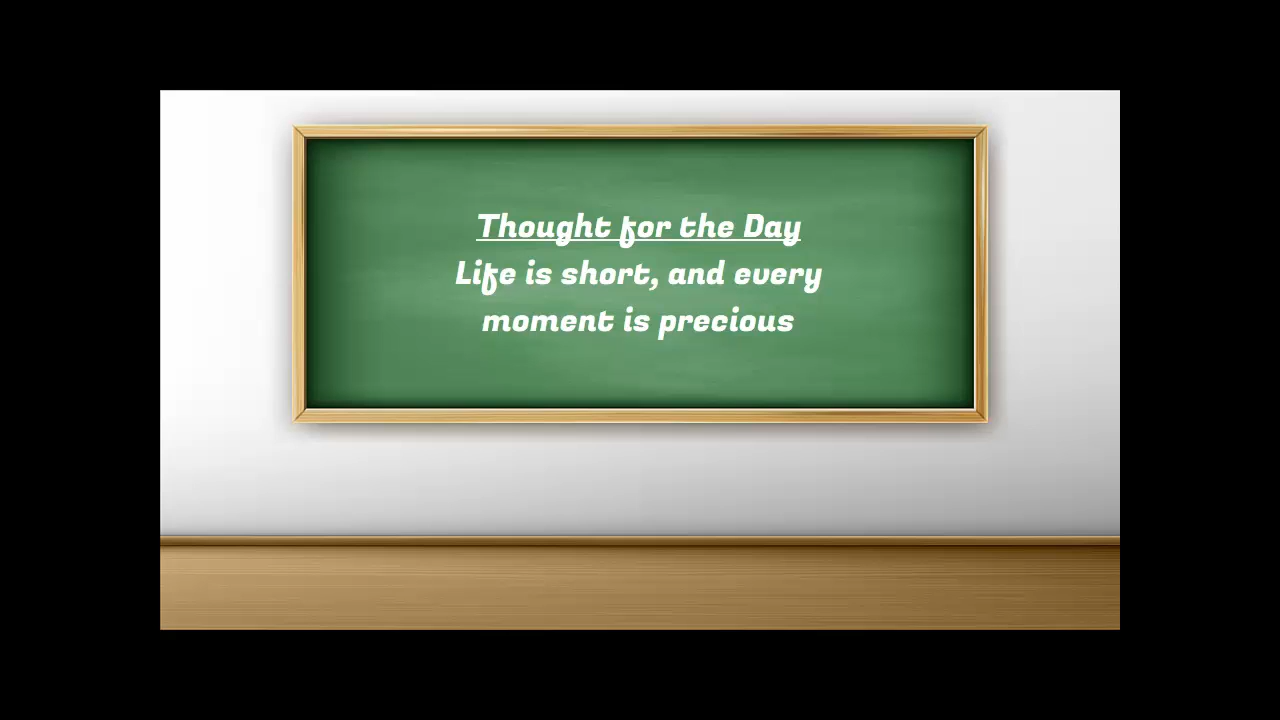 Thought for the Day
Life is short, and every
moment is precious